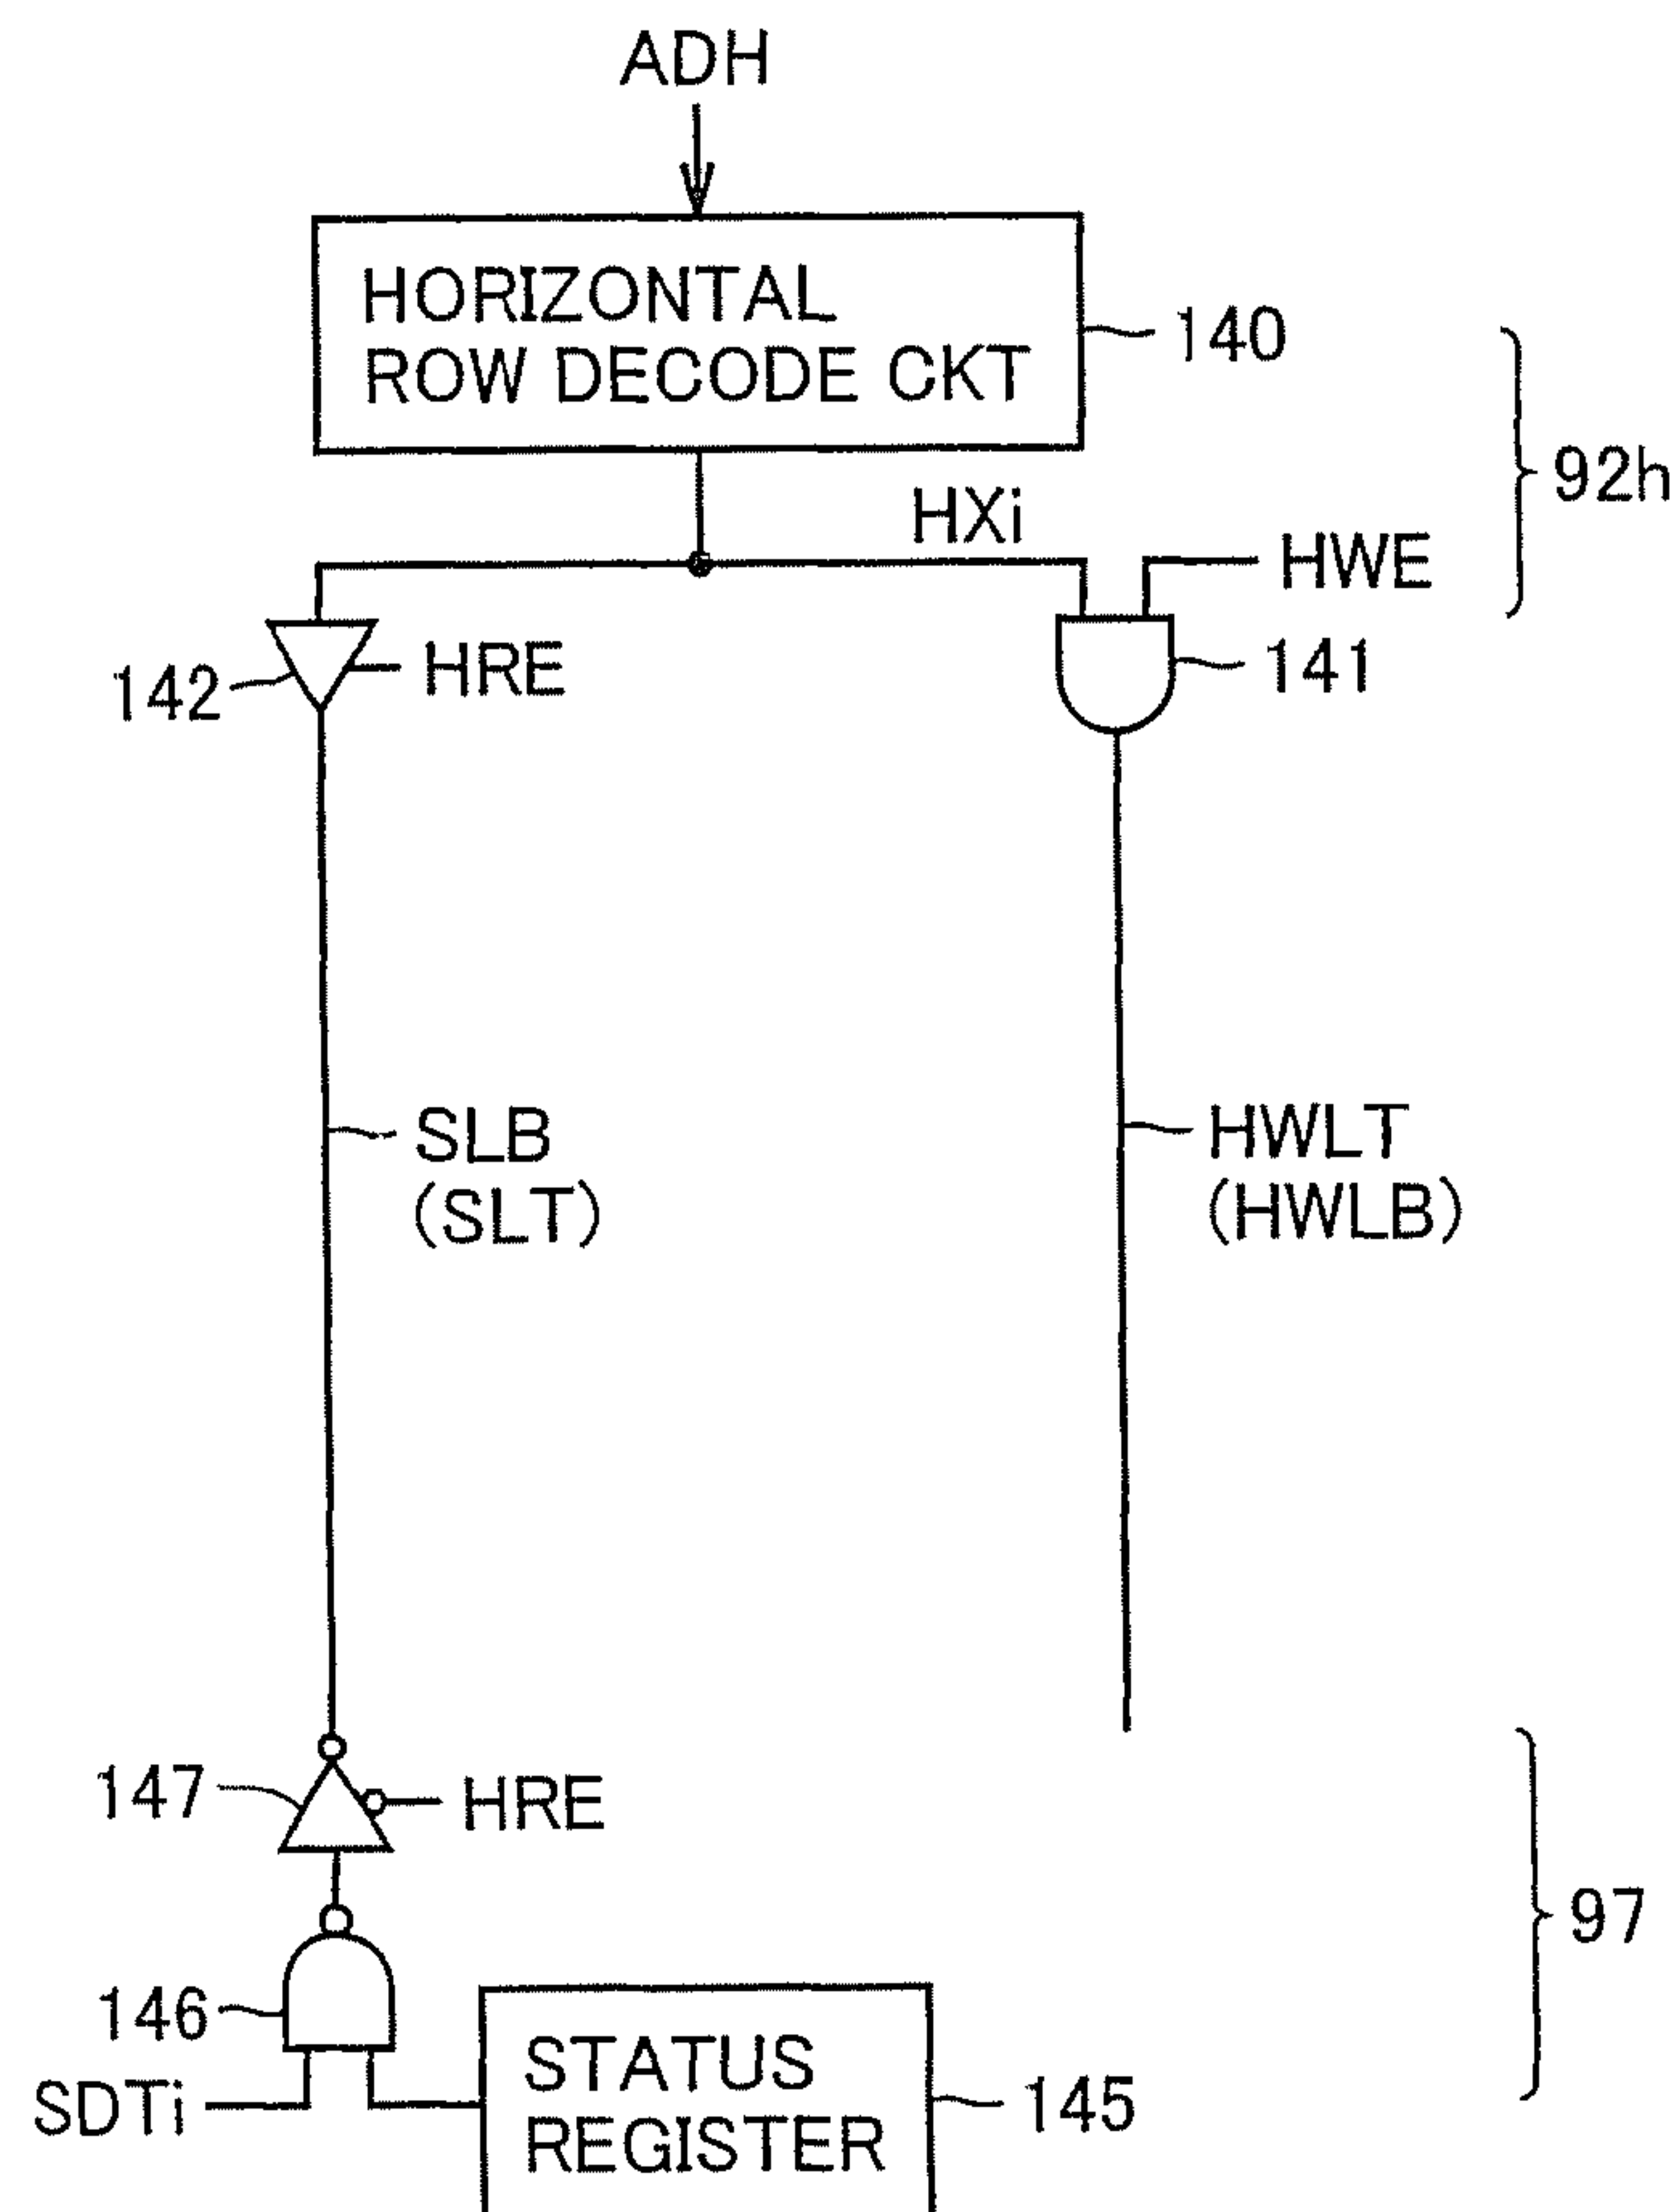 ADH
HORIZONTAL
ROW DECODE CKT
140
92h
HXi
HWE
142
HRE
141
SLB
(SLT)
HWLT
(HWLB)
147
HRE
97
146
STATUS
REGISTER
SDTi
145